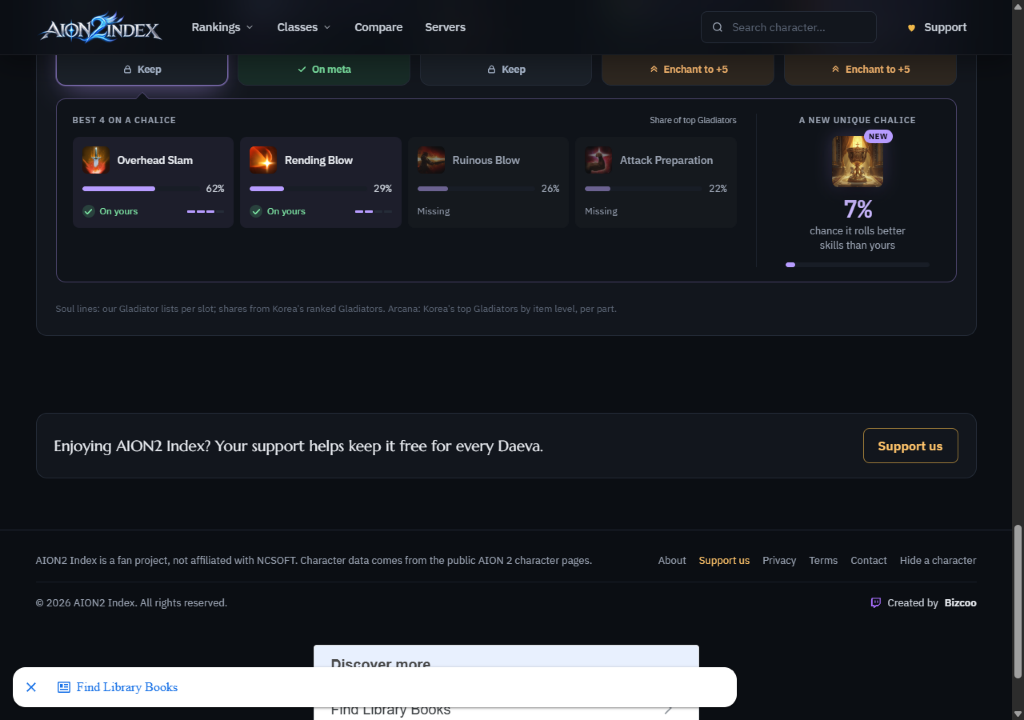 AION2INDEX
Rankings
Classes
Compare
Servers
Search character...
Support
Keep
On meta
Keep
Enchant to +5
Enchant to +5
BEST 4 ON A CHALICE
Share of top Gladiators
Overhead Slam
62%
On yours
Rending Blow
29%
On yours
Ruinous Blow
26%
Missing
Attack Preparation
22%
Missing
A NEW UNIQUE CHALICE
NEW
7%
chance it rolls better
skills than yours
Soul lines: our Gladiator lists per slot; shares from Korea's ranked Gladiators. Arcana: Korea's top Gladiators by item level, per part.
Enjoying AION2 Index? Your support helps keep it free for every Daeva.
Support us
AION2 Index is a fan project, not affiliated with NCSOFT. Character data comes from the public AION 2 character pages.
About
Support us
Privacy
Terms
Contact
Hide a character
© 2026 AION2 Index. All rights reserved.
Created by Bizcoo
Discover more
Find Library Books
Find Library Books